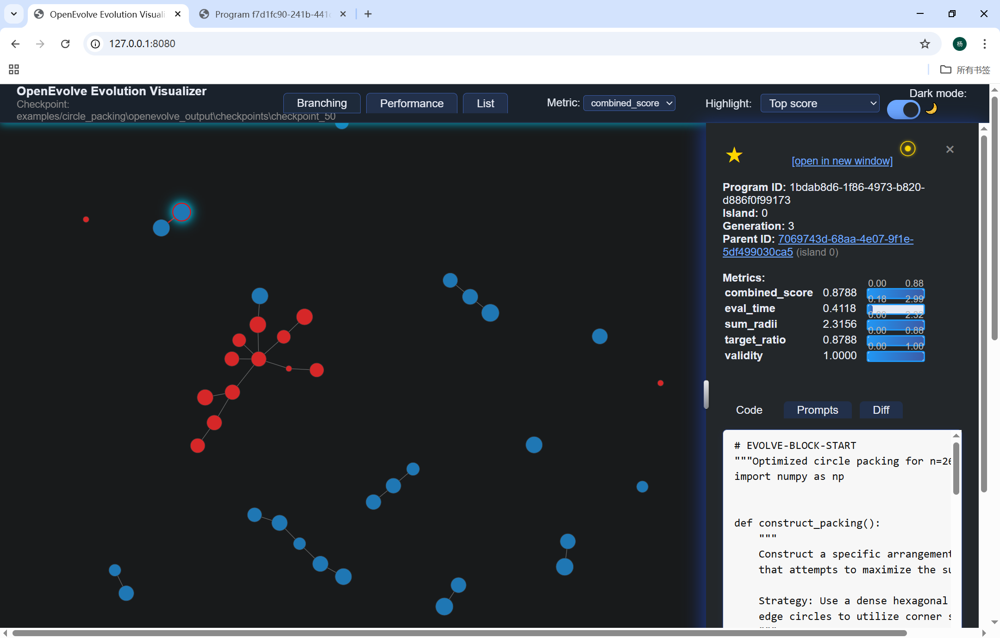 OpenEvolve Evolution Visuali
Program f7d1fc90-241b-441
127.0.0.1:8080
杨
所有书签
OpenEvolve Evolution Visualizer
Checkpoint:
examples/circle_packing\openevolve_output\checkpoints\checkpoint_50
Branching
Performance
List
Metric:
combined_score
Highlight:
Top score
Dark mode:
[open in new window]
Program ID: 1bdab8d6-1f86-4973-b820-
d886f0f99173
Island: 0
Generation: 3
Parent ID: 7069743d-68aa-4e07-9f1e-
5df499030ca5 (island 0)
Metrics:
0.00 0.88
combined_score 0.8788
0.18 2.99
eval_time 0.4118
0.00 2.32
sum_radii 2.3156
0.00 0.88
target_ratio 0.8788
0.00 1.00
validity 1.0000
Code
Prompts
Diff
# EVOLVE-BLOCK-START
"""Optimized circle packing for n=26
import numpy as np
def construct_packing():
"""
Construct a specific arrangement
that attempts to maximize the su
Strategy: Use a dense hexagonal
edge circles to utilize corner s
"""